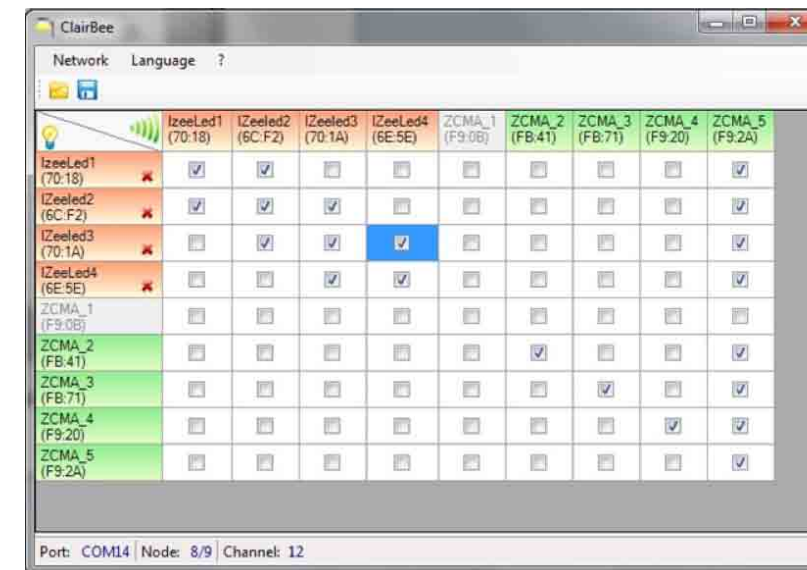 ClairBee
Network Language ?
IzeeLed1 IZeeled2 IZeeled3 IZeeLed4 ZCMA_1 ZCMA_2 ZCMA_3 ZCMA_4 ZCMA_5
(70:18) (6C:F2) (70:1A) (6E:5E) (F9:0B) (FB:41) (FB:71) (F9:20) (F9:2A)
IzeeLed1
(70:18)
IZeeled2
(6C:F2)
IZeeled3
(70:1A)
IZeeLed4
(6E:5E)
ZCMA_1
(F9:0B)
ZCMA_2
(FB:41)
ZCMA_3
(FB:71)
ZCMA_4
(F9:20)
ZCMA_5
(F9:2A)
Port: COM14 Node: 8/9 Channel: 12